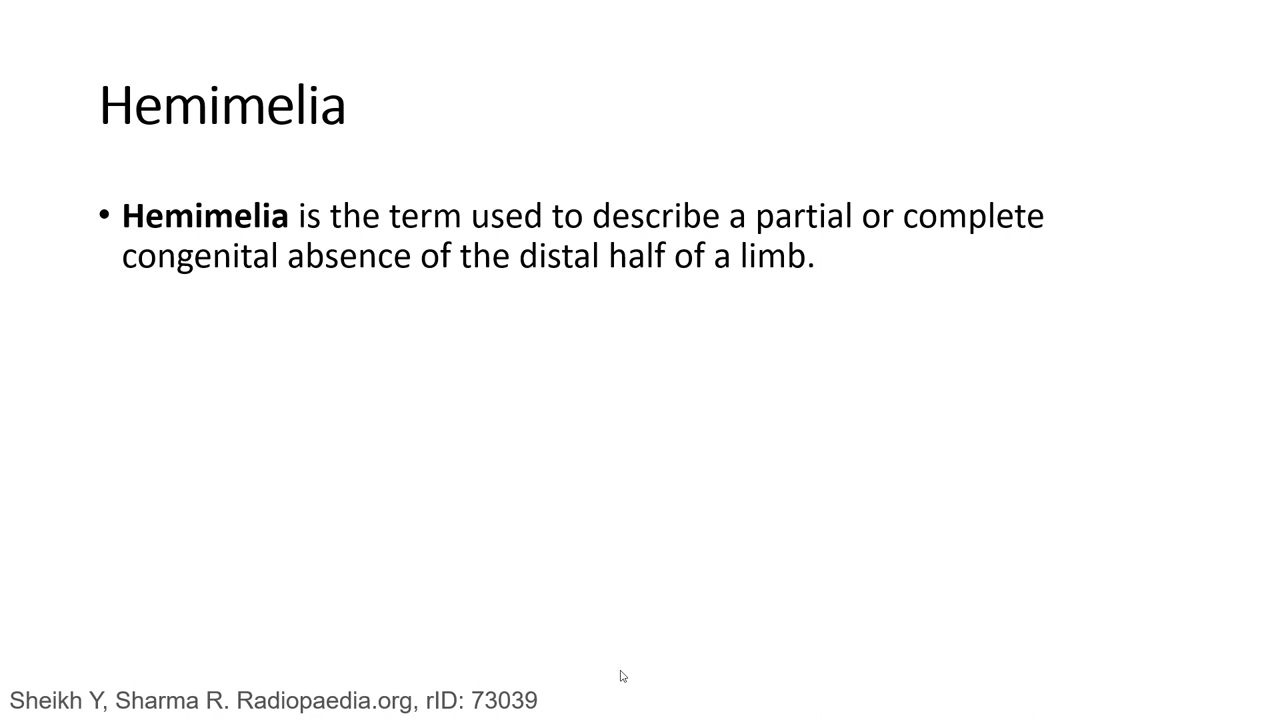 Hemimelia
• Hemimelia is the term used to describe a partial or complete
congenital absence of the distal half of a limb.
Sheikh Y, Sharma R. Radiopaedia.org, rID: 73039